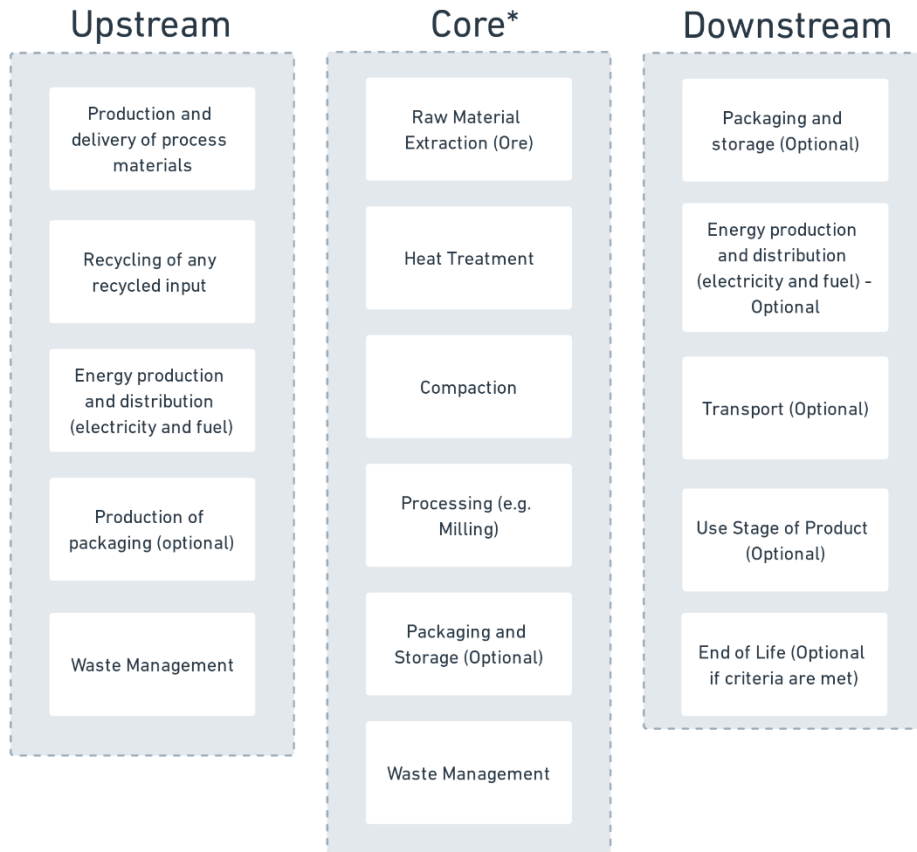 Upstream
Production and
delivery of process
materials
Recycling of any
recycled input
Energy production
and distribution
(electricity and fuel)
Production of
packaging (optional)
Waste Management
Core*
Raw Material
Extraction (Ore)
Heat Treatment
Compaction
Processing (e.g.
Milling)
Packaging and
Storage (Optional)
Waste Management
Downstream
Packaging and
storage (Optional)
Energy production
and distribution
(electricity and fuel) -
Optional
Transport (Optional)
Use Stage of Product
(Optional)
End of Life (Optional
if criteria are met)